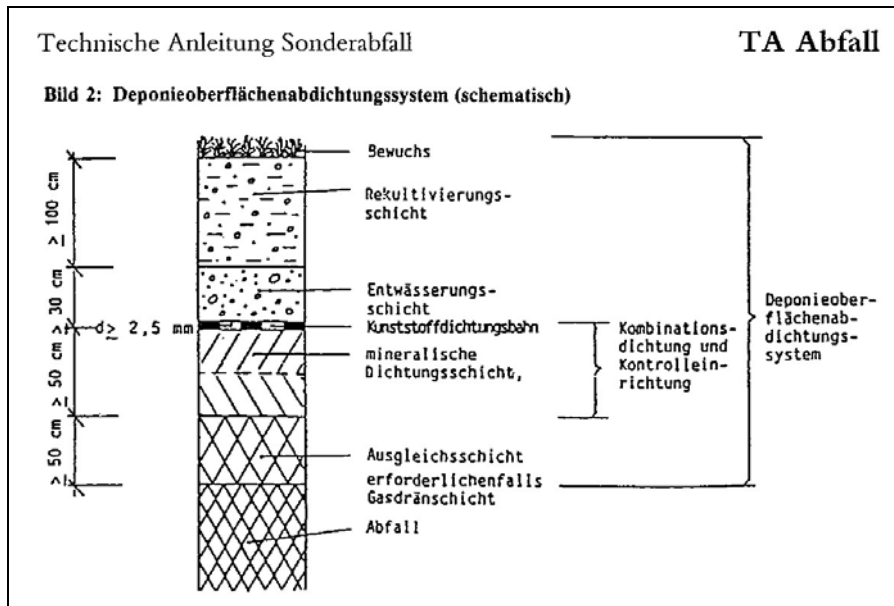 Technische Anleitung Sonderabfall
TA Abfall
Bild 2: Deponieoberflächenabdichtungssystem (schematisch)
Bewuchs
Rekultivierungs-
schicht
≥ 100 cm
Entwässerungs-
schicht
≥ 30 cm
d ≥ 2,5 mm
Kunststoffdichtungsbahn
mineralische
Dichtungsschicht,
≥ 50 cm
Kombinations-
dichtung und
Kontrollein-
richtung
Deponieober-
flächenab-
dichtungs-
system
Ausgleichsschicht
erforderlichenfalls
Gasdränschicht
≥ 50 cm
Abfall